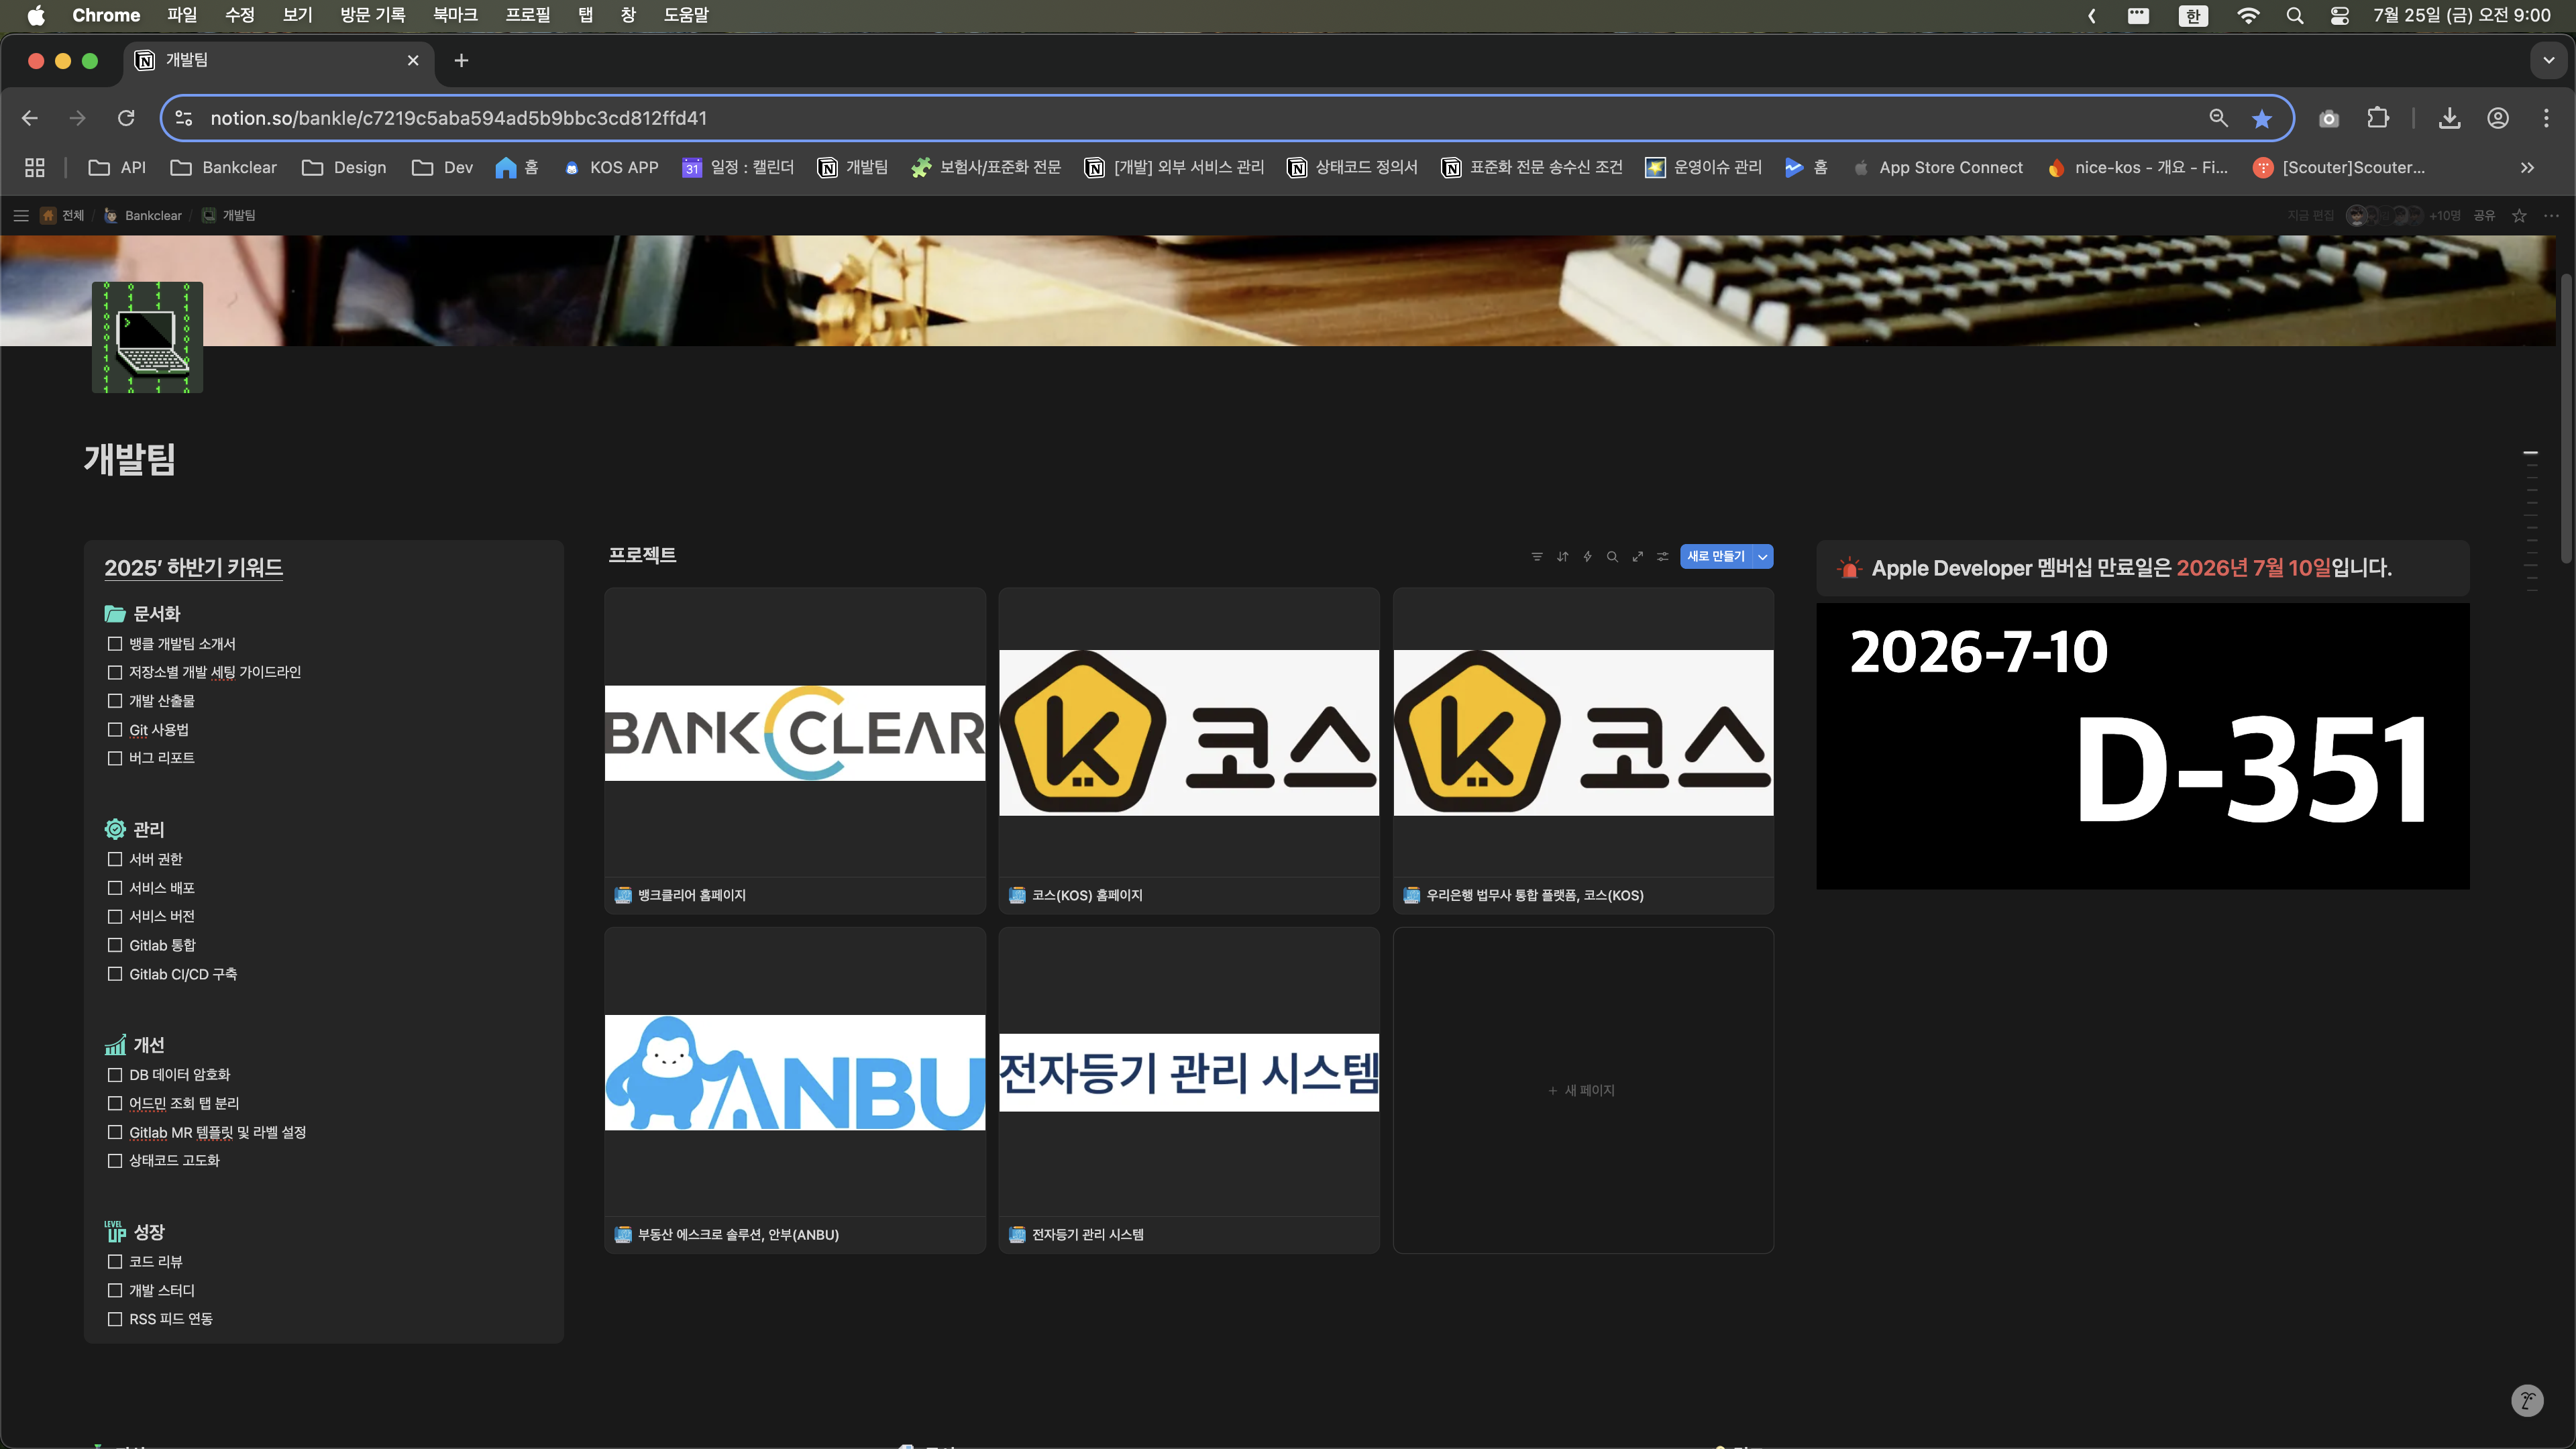 Chrome 파일 수정 보기 방문 기록 북마크 프로필 탭 창 도움말 한 7월 25일 (금) 오전 9:00
개발팀
notion.so/bankle/c7219c5aba594ad5b9bbc3cd812ffd41
API Bankclear Design Dev 홈 KOS APP 31 일정 : 캘린더 개발팀 보험사/표준화 전문 [개발] 외부 서비스 관리 상태코드 정의서 표준화 전문 송수신 조건 운영이슈 관리 홈 App Store Connect nice-kos - 개요 - Fi... [Scouter]Scouter...
전체 / Bankclear / 개발팀 지금 편집 +10명 공유
개발팀
2025’ 하반기 키워드
문서화
뱅클 개발팀 소개서
저장소별 개발 세팅 가이드라인
개발 산출물
Git 사용법
버그 리포트
관리
서버 권한
서비스 배포
서비스 버전
Gitlab 통합
Gitlab CI/CD 구축
개선
DB 데이터 암호화
어드민 조회 탭 분리
Gitlab MR 템플릿 및 라벨 설정
상태코드 고도화
LEVEL UP 성장
코드 리뷰
개발 스터디
RSS 피드 연동
프로젝트
새로 만들기
BANKCLEAR
코스
코스
뱅크클리어 홈페이지
코스(KOS) 홈페이지
우리은행 법무사 통합 플랫폼, 코스(KOS)
ANBU
전자등기 관리 시스템
+ 새 페이지
부동산 에스크로 솔루션, 안부(ANBU)
전자등기 관리 시스템
Apple Developer 멤버십 만료일은 2026년 7월 10일입니다.
2026-7-10
D-351